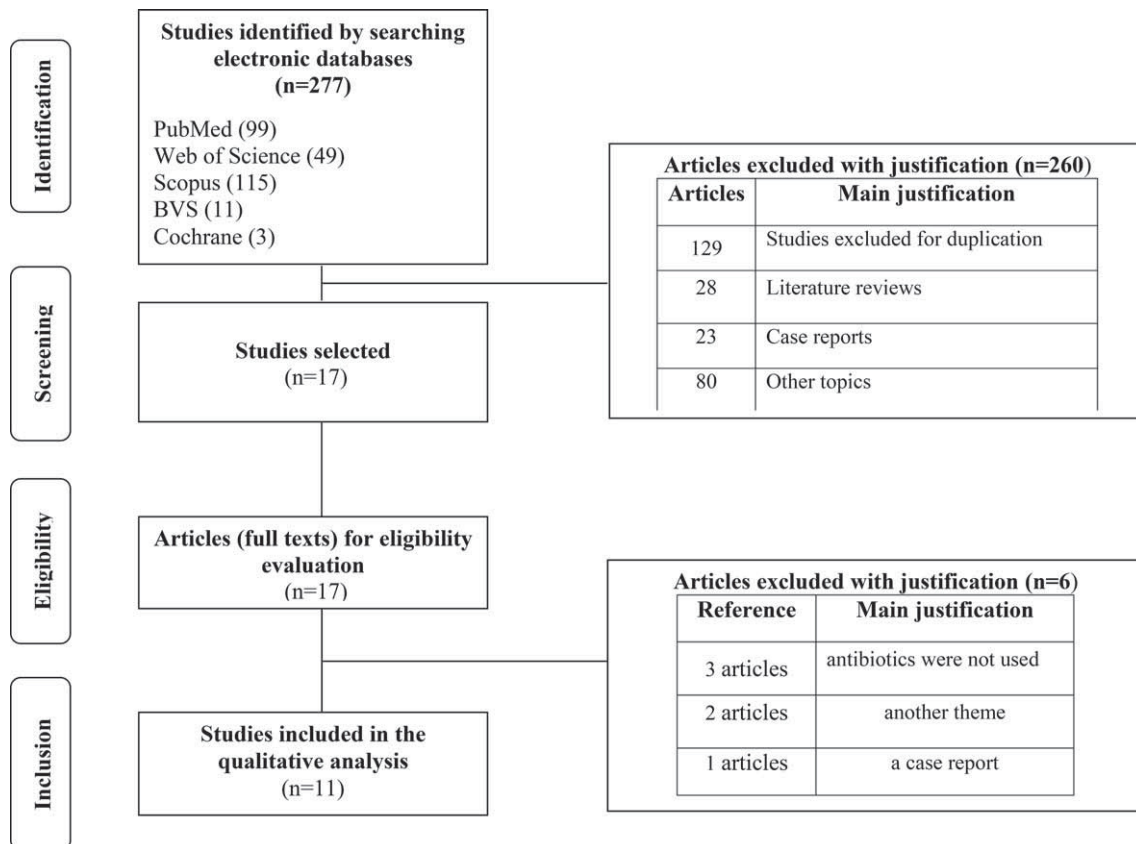 Identification
Studies identified by searching
electronic databases
(n=277)
PubMed (99)
Web of Science (49)
Scopus (115)
BVS (11)
Cochrane (3)
Articles excluded with justification (n=260)
Articles Main justification
129 Studies excluded for duplication
28 Literature reviews
23 Case reports
80 Other topics
Screening
Studies selected
(n=17)
Eligibility
Articles (full texts) for eligibility
evaluation
(n=17)
Articles excluded with justification (n=6)
Reference Main justification
3 articles antibiotics were not used
2 articles another theme
1 articles a case report
Inclusion
Studies included in the
qualitative analysis
(n=11)